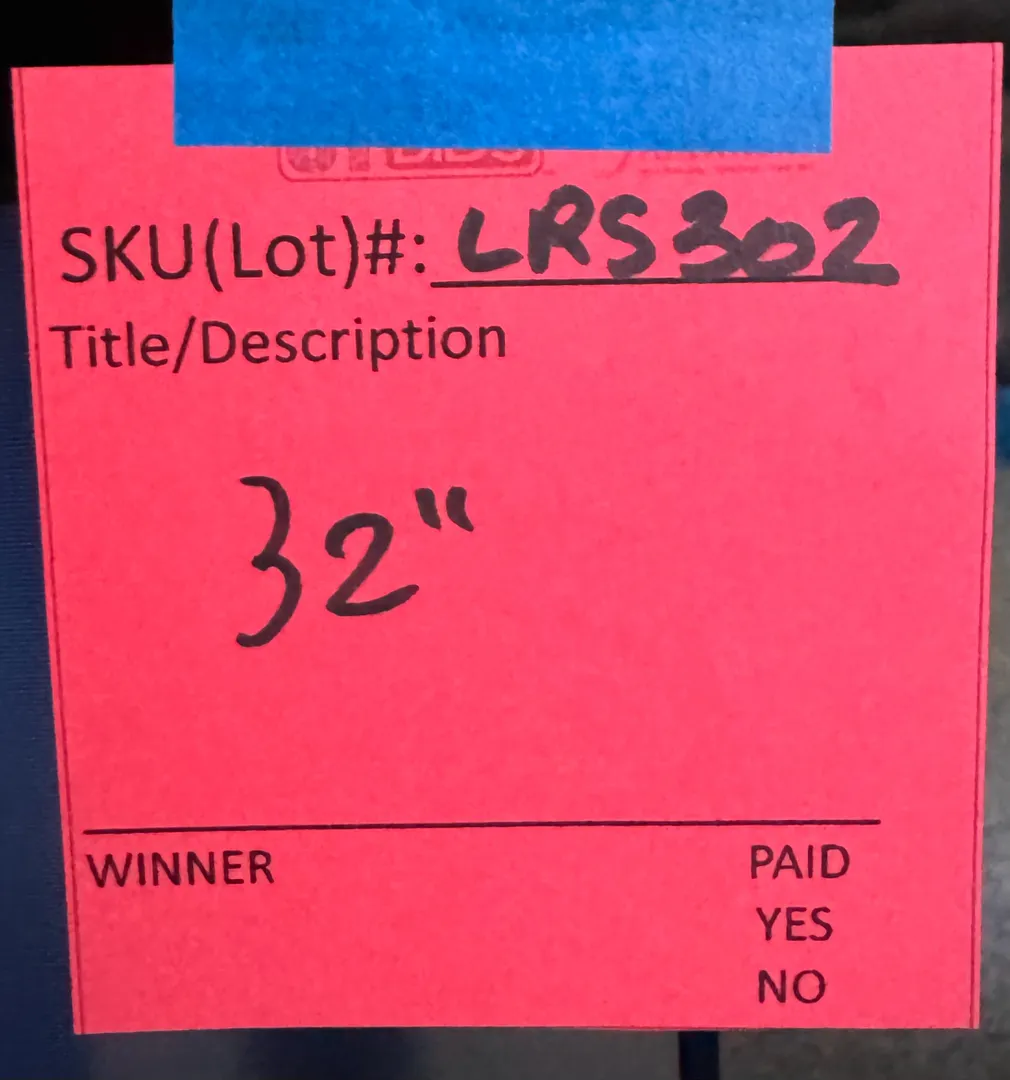 SKU(Lot)#: LRS302
Title/Description
32"
WINNER PAID
YES
NO